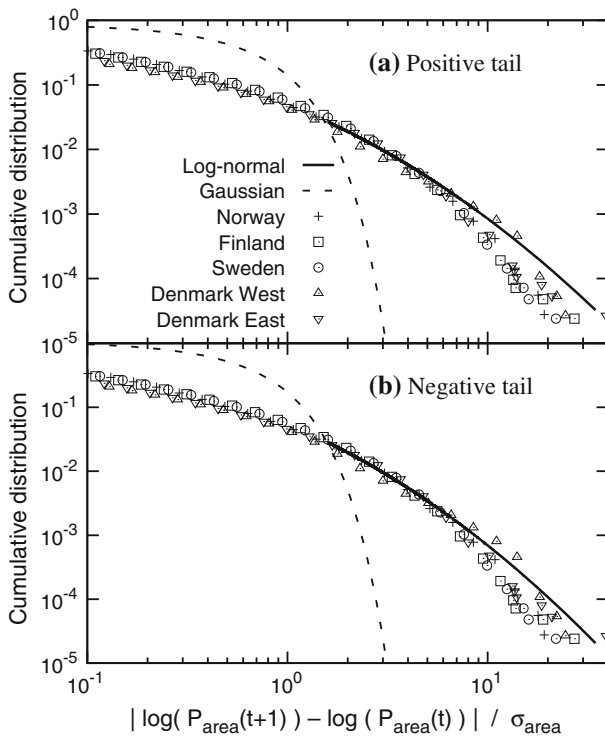 10^0
(a) Positive tail
10^-1
10^-2
Log-normal
Gaussian
10^-3
Norway
Finland
Sweden
10^-4
Denmark West
Denmark East
10^-5
Cumulative distribution
10^-5
(b) Negative tail
10^-1
10^-2
10^-3
10^-4
10^-5
Cumulative distribution
10^-1
10^0
10^1
| log( P_area(t+1) ) − log ( P_area(t) ) | / σ_area